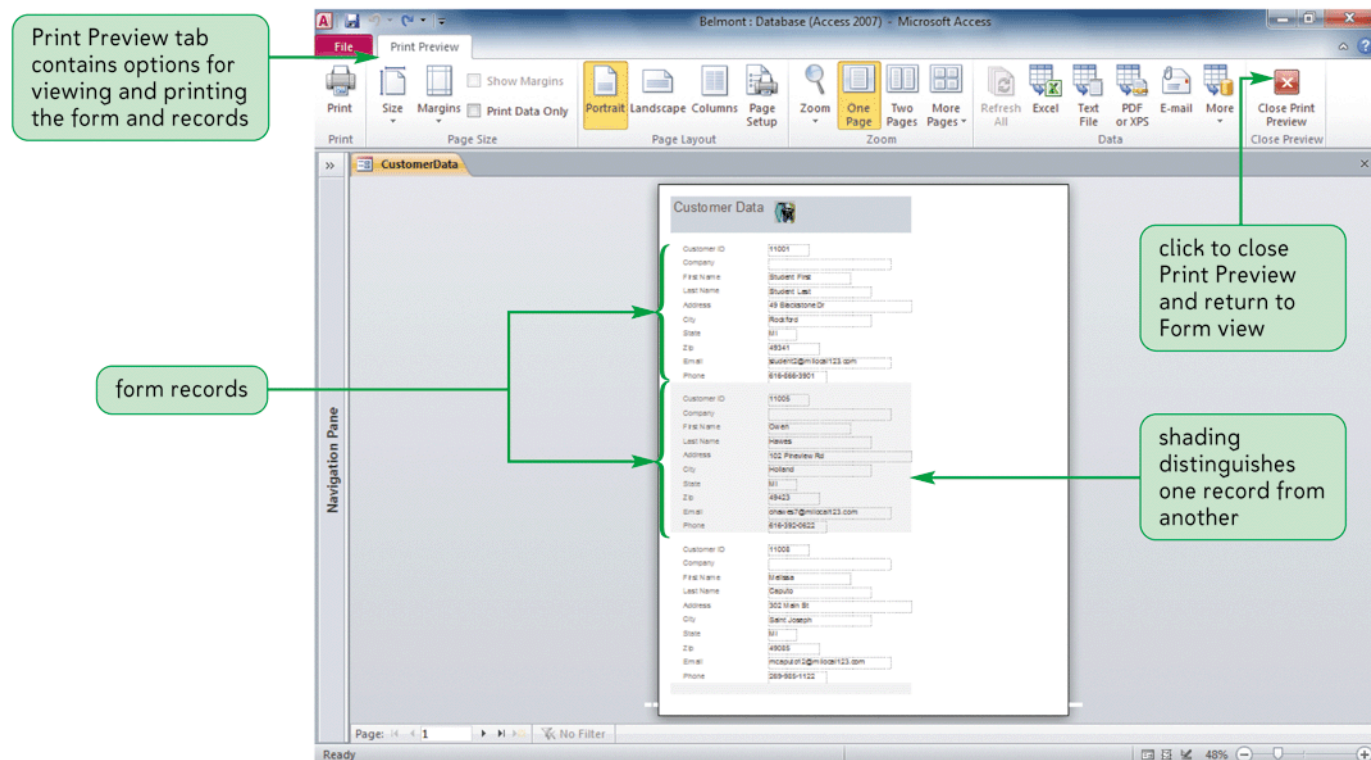 Print Preview tab
contains options for
viewing and printing
the form and records
form records
click to close
Print Preview
and return to
Form view
shading
distinguishes
one record from
another
Belmont : Database (Access 2007) - Microsoft Access
File Print Preview
Show Margins
Print Data Only
Print Size Margins Portrait Landscape Columns Page Setup Zoom One Page Two Pages More Pages Refresh All Excel Text File PDF or XPS E-mail More Close Print Preview
Print Page Size Page Layout Zoom Data Close Preview
» CustomerData
Navigation Pane
Customer Data
Customer ID 11001
Company
First Name Student First
Last Name Student Last
Address 49 Blackstone Dr
City Rockford
State MI
Zip 49341
Email student2@milocal123.com
Phone 616-866-3901
Customer ID 11005
Company
First Name Owen
Last Name Hawes
Address 102 Pineview Rd
City Holland
State MI
Zip 49423
Email ohawes7@milocal123.com
Phone 616-392-0622
Customer ID 11008
Company
First Name Melissa
Last Name Caputo
Address 302 Main St
City Saint Joseph
State MI
Zip 49085
Email mcaputo12@milocal123.com
Phone 269-985-1122
Page: 1 No Filter
Ready 48%